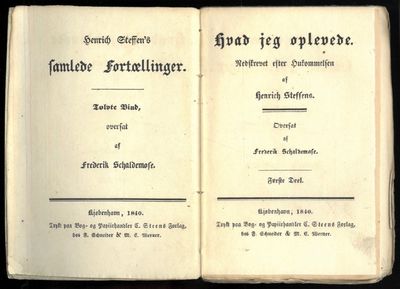 Henrich Steffen's
samlede Fortællinger.
Tolvte Bind,
oversat
af
Frederik Schaldemose.
Kjøbenhavn, 1840.
Trykt paa Bog- og Papiirhandler C. Steens Forlag,
hos F. Schneider & M. E. Werner.
Hvad jeg oplevede.
Nedskrevet efter Hukommelsen
af
Henrich Steffens.
Oversat
af
Frederik Schaldemose.
Første Deel.
Kjøbenhavn, 1840.
Trykt paa Bog- og Papiirhandler C. Steens Forlag,
hos F. Schneider & M. E. Werner.